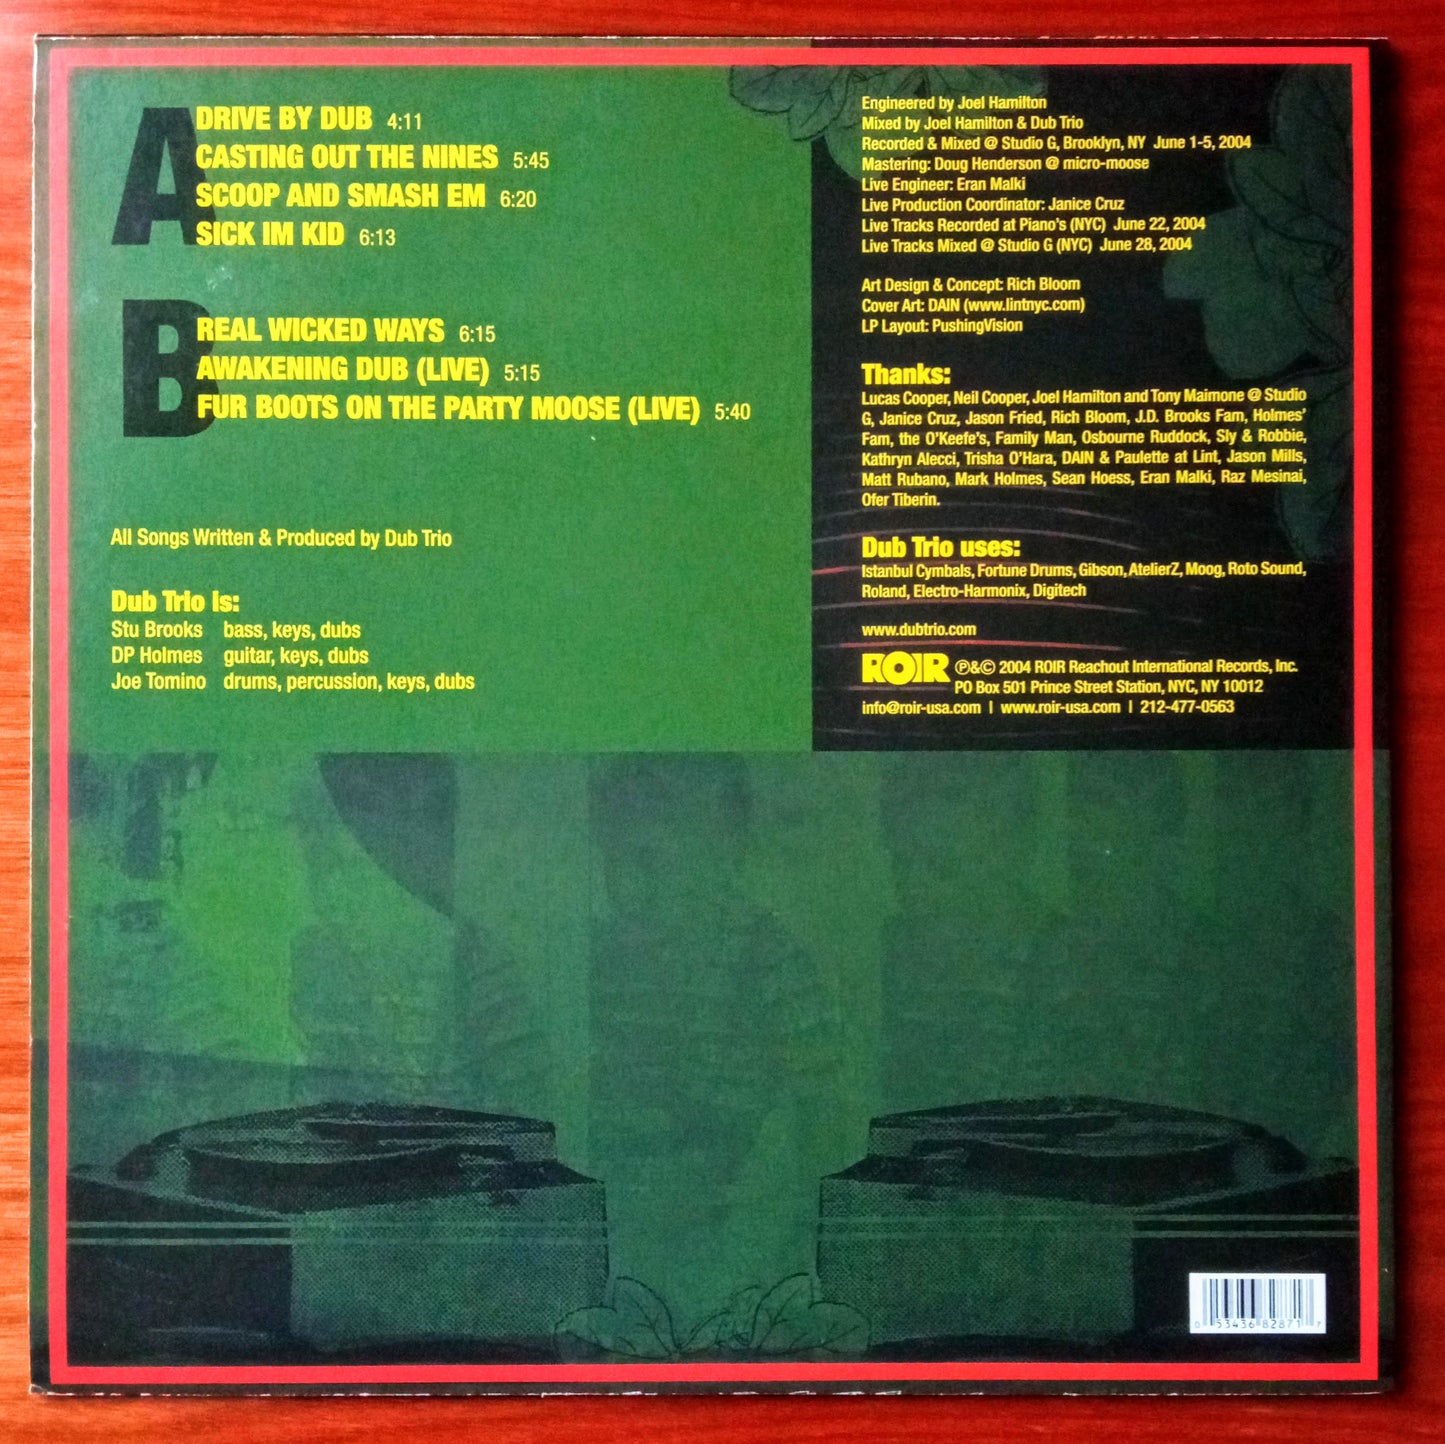 A
DRIVE BY DUB 4:11
CASTING OUT THE NINES 5:45
SCOOP AND SMASH EM 6:20
SICK IM KID 6:13
B
REAL WICKED WAYS 6:15
AWAKENING DUB (LIVE) 5:15
FUR BOOTS ON THE PARTY MOOSE (LIVE) 5:40
All Songs Written & Produced by Dub Trio
Dub Trio is:
Stu Brooks bass, keys, dubs
DP Holmes guitar, keys, dubs
Joe Tomino drums, percussion, keys, dubs
Engineered by Joel Hamilton
Mixed by Joel Hamilton & Dub Trio
Recorded & Mixed @ Studio G, Brooklyn, NY June 1-5, 2004
Mastering: Doug Henderson @ micro-moose
Live Engineer: Eran Malki
Live Production Coordinator: Janice Cruz
Live Tracks Recorded at Piano's (NYC) June 22, 2004
Live Tracks Mixed @ Studio G (NYC) June 28, 2004
Art Design & Concept: Rich Bloom
Cover Art: DAIN (www.lintnyc.com)
LP Layout: PushingVision
Thanks:
Lucas Cooper, Neil Cooper, Joel Hamilton and Tony Maimone @ Studio
G, Janice Cruz, Jason Fried, Rich Bloom, J.D. Brooks Fam, Holmes'
Fam, the O'Keefe's, Family Man, Osbourne Ruddock, Sly & Robbie,
Kathryn Alecci, Trisha O'Hara, DAIN & Paulette at Lint, Jason Mills,
Matt Rubano, Mark Holmes, Sean Hoess, Eran Malki, Raz Mesinai,
Ofer Tiberin.
Dub Trio uses:
Istanbul Cymbals, Fortune Drums, Gibson, AtelierZ, Moog, Roto Sound,
Roland, Electro-Harmonix, Digitech
www.dubtrio.com
ROIR ℗&© 2004 ROIR Reachout International Records, Inc.
PO Box 501 Prince Street Station, NYC, NY 10012
info@roir-usa.com | www.roir-usa.com | 212-477-0563
0 53436 82871 7